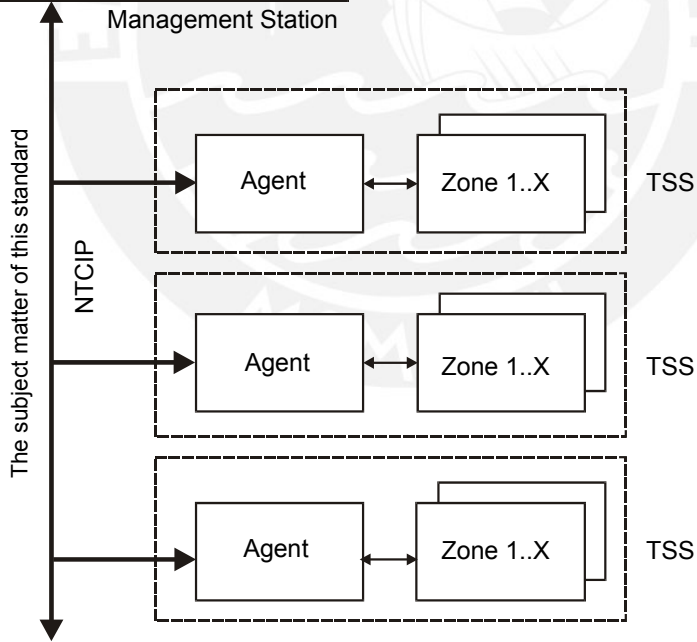 Management Station
The subject matter of this standard
NTCIP
Agent
Zone 1..X
TSS
Agent
Zone 1..X
TSS
Agent
Zone 1..X
TSS